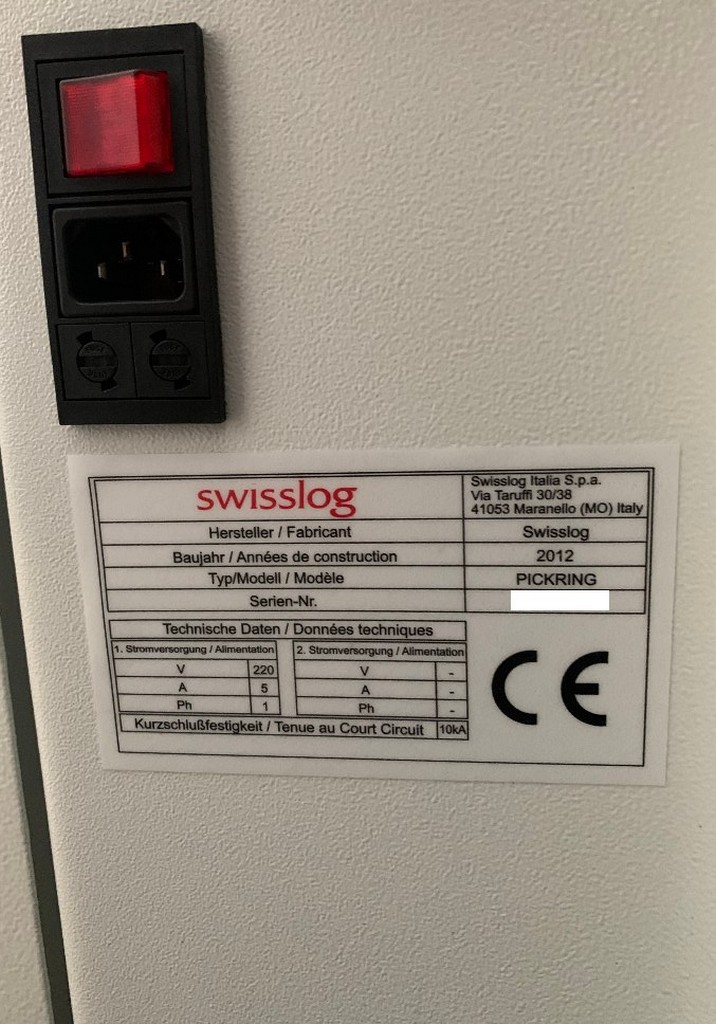 swisslog
Swisslog Italia S.p.a.
Via Taruffi 30/38
41053 Maranello (MO) Italy
Hersteller / Fabricant Swisslog
Baujahr / Années de construction 2012
Typ/Modell / Modèle PICKRING
Serien-Nr.
Technische Daten / Données techniques
1. Stromversorgung / Alimentation 2. Stromversorgung / Alimentation
V 220 V -
A 5 A -
Ph 1 Ph -
Kurzschlußfestigkeit / Tenue au Court Circuit 10kA
CE